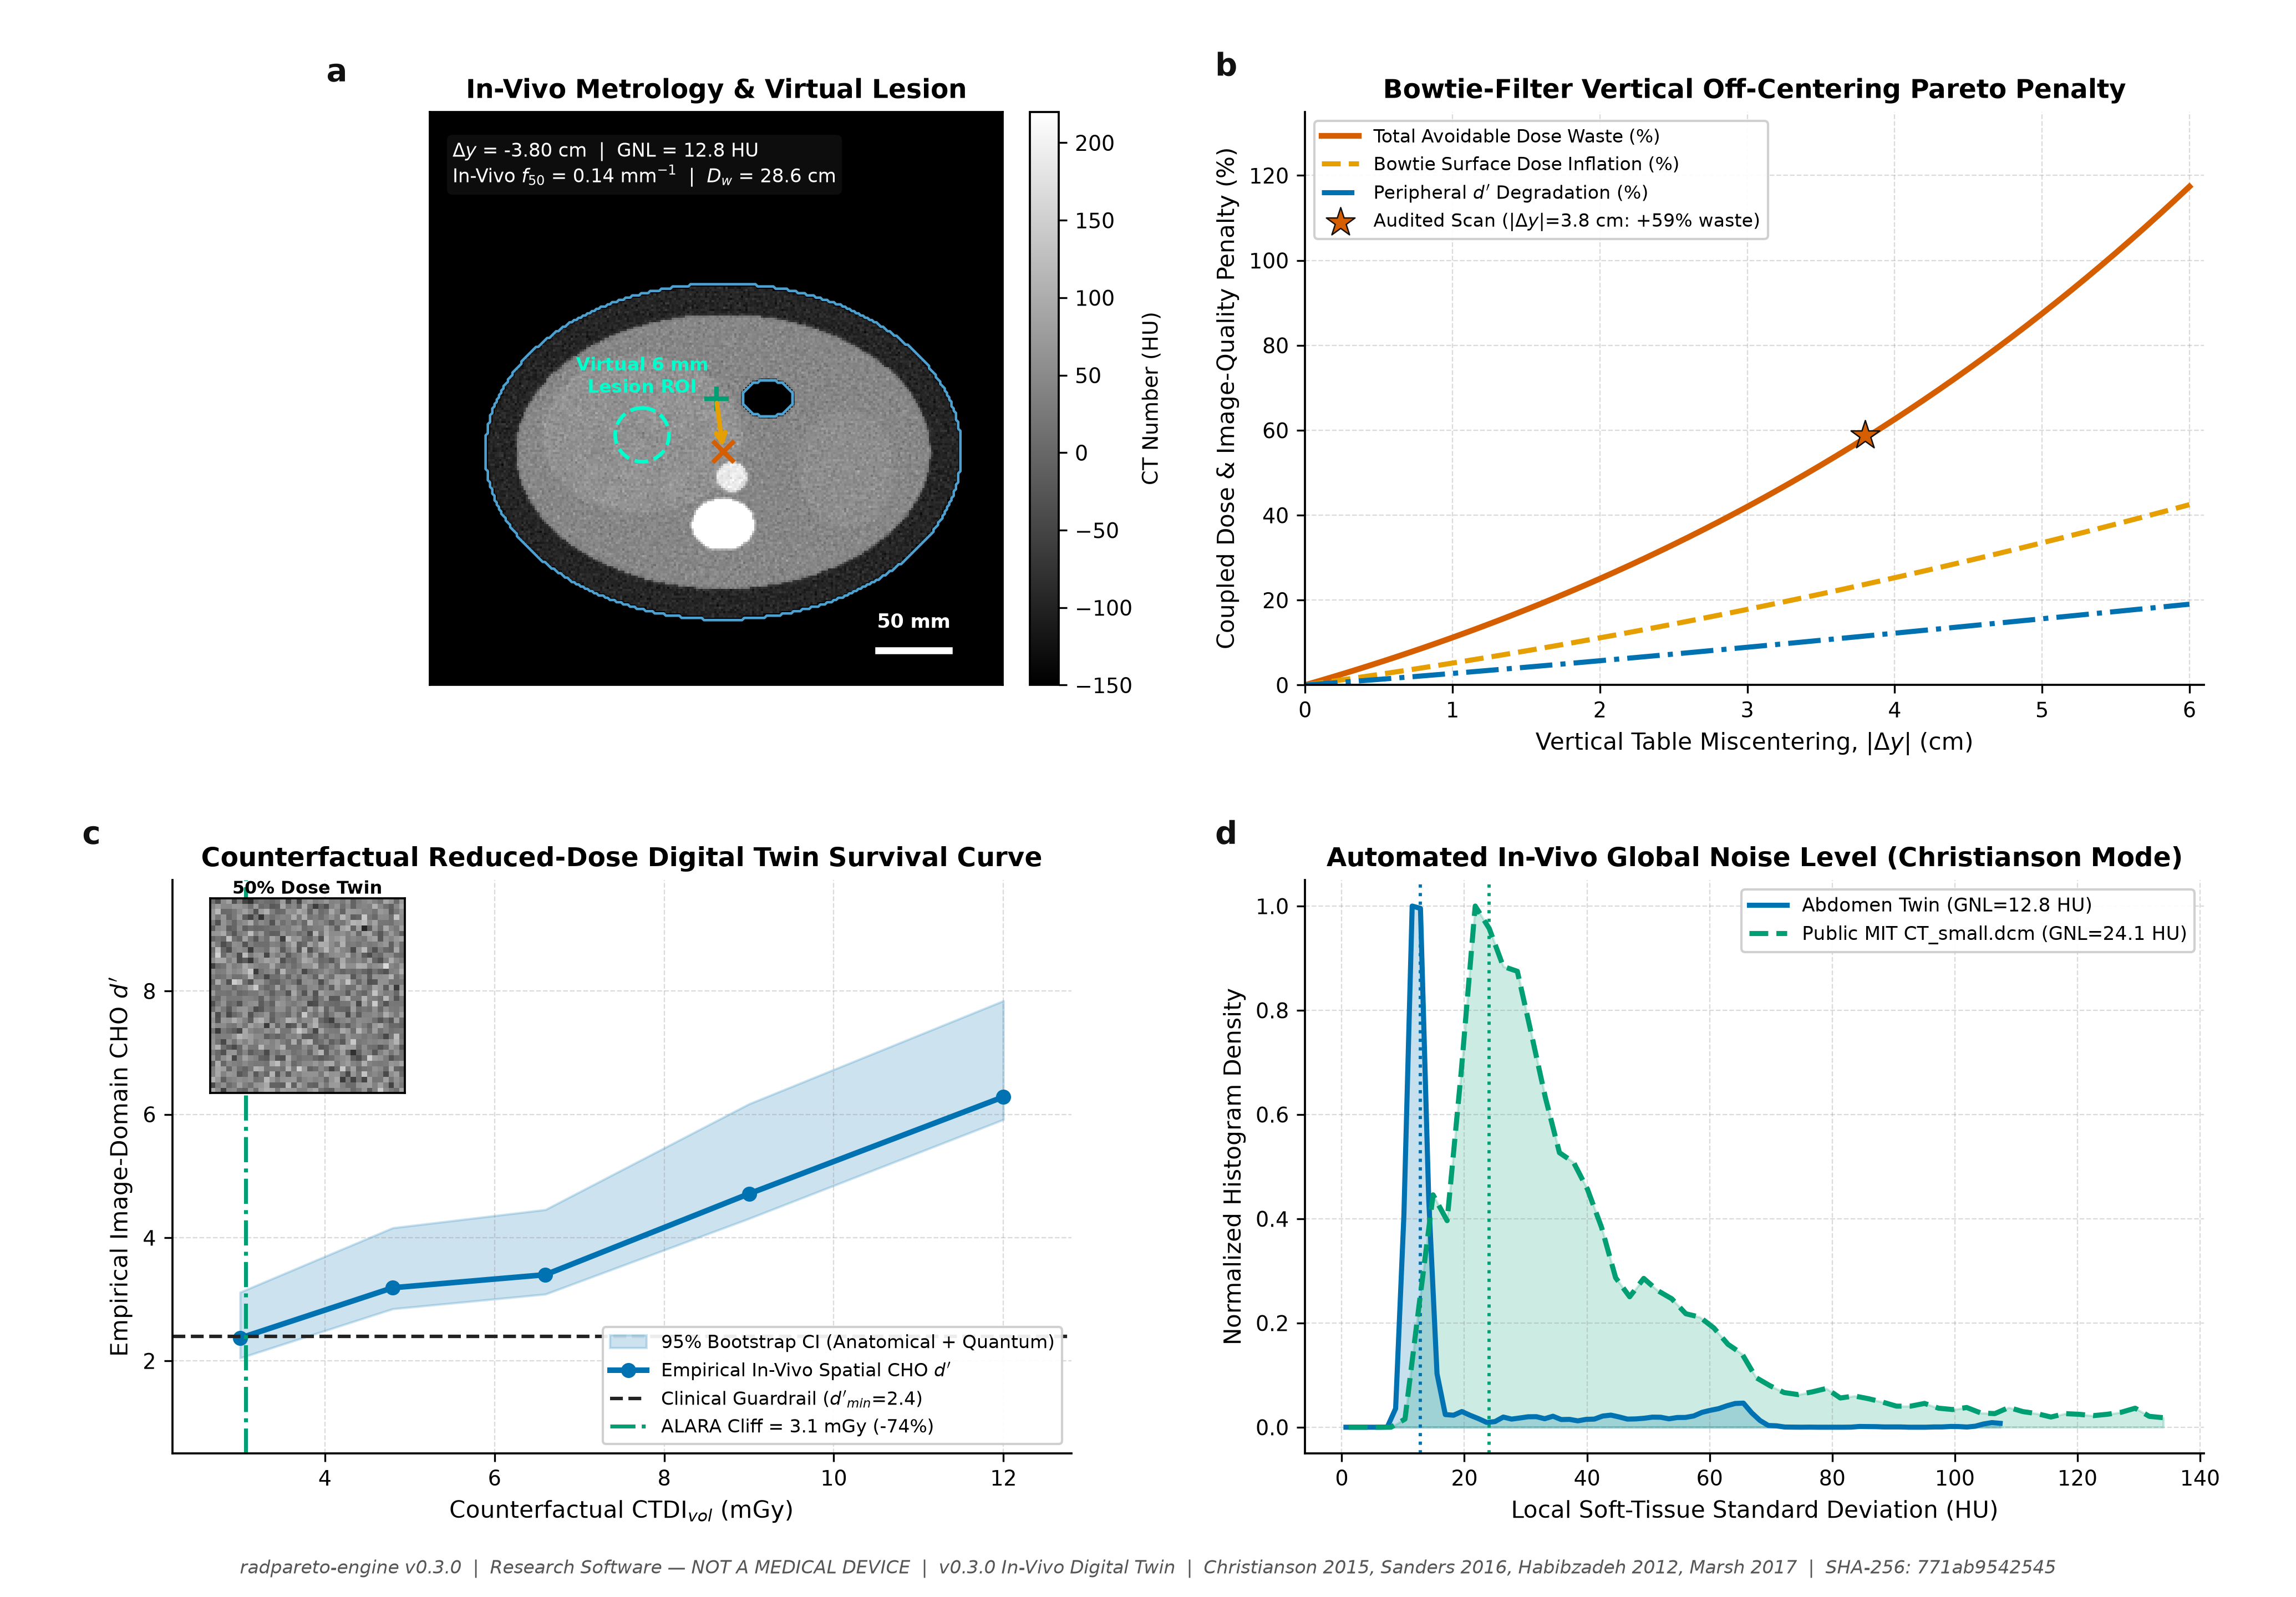 a
In-Vivo Metrology & Virtual Lesion
Δy = -3.80 cm | GNL = 12.8 HU
In-Vivo f₅₀ = 0.14 mm⁻¹ | D_w = 28.6 cm
Virtual 6 mm
Lesion ROI
50 mm
200
150
100
50
0
−50
−100
−150
CT Number (HU)
b
Bowtie-Filter Vertical Off-Centering Pareto Penalty
Total Avoidable Dose Waste (%)
Bowtie Surface Dose Inflation (%)
Peripheral d′ Degradation (%)
Audited Scan (|Δy|=3.8 cm: +59% waste)
Coupled Dose & Image-Quality Penalty (%)
120
100
80
60
40
20
0
0 1 2 3 4 5 6
Vertical Table Miscentering, |Δy| (cm)
c
Counterfactual Reduced-Dose Digital Twin Survival Curve
50% Dose Twin
Empirical Image-Domain CHO d′
8
6
4
2
95% Bootstrap CI (Anatomical + Quantum)
Empirical In-Vivo Spatial CHO d′
Clinical Guardrail (d′_min=2.4)
ALARA Cliff = 3.1 mGy (-74%)
4 6 8 10 12
Counterfactual CTDI_vol (mGy)
d
Automated In-Vivo Global Noise Level (Christianson Mode)
Abdomen Twin (GNL=12.8 HU)
Public MIT CT_small.dcm (GNL=24.1 HU)
Normalized Histogram Density
1.0
0.8
0.6
0.4
0.2
0.0
0 20 40 60 80 100 120 140
Local Soft-Tissue Standard Deviation (HU)
radpareto-engine v0.3.0 | Research Software — NOT A MEDICAL DEVICE | v0.3.0 In-Vivo Digital Twin | Christianson 2015, Sanders 2016, Habibzadeh 2012, Marsh 2017 | SHA-256: 771ab9542545